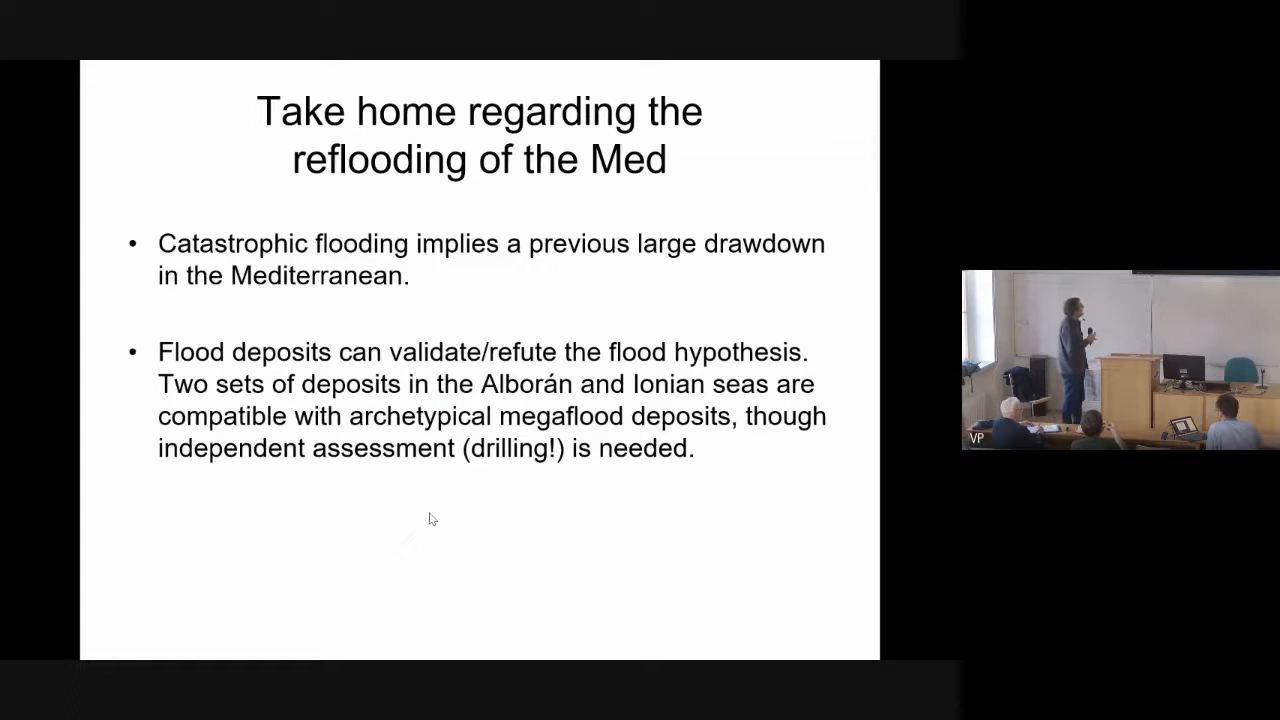 Take home regarding the
reflooding of the Med
• Catastrophic flooding implies a previous large drawdown
in the Mediterranean.
• Flood deposits can validate/refute the flood hypothesis.
Two sets of deposits in the Alborán and Ionian seas are
compatible with archetypical megaflood deposits, though
independent assessment (drilling!) is needed.
VP